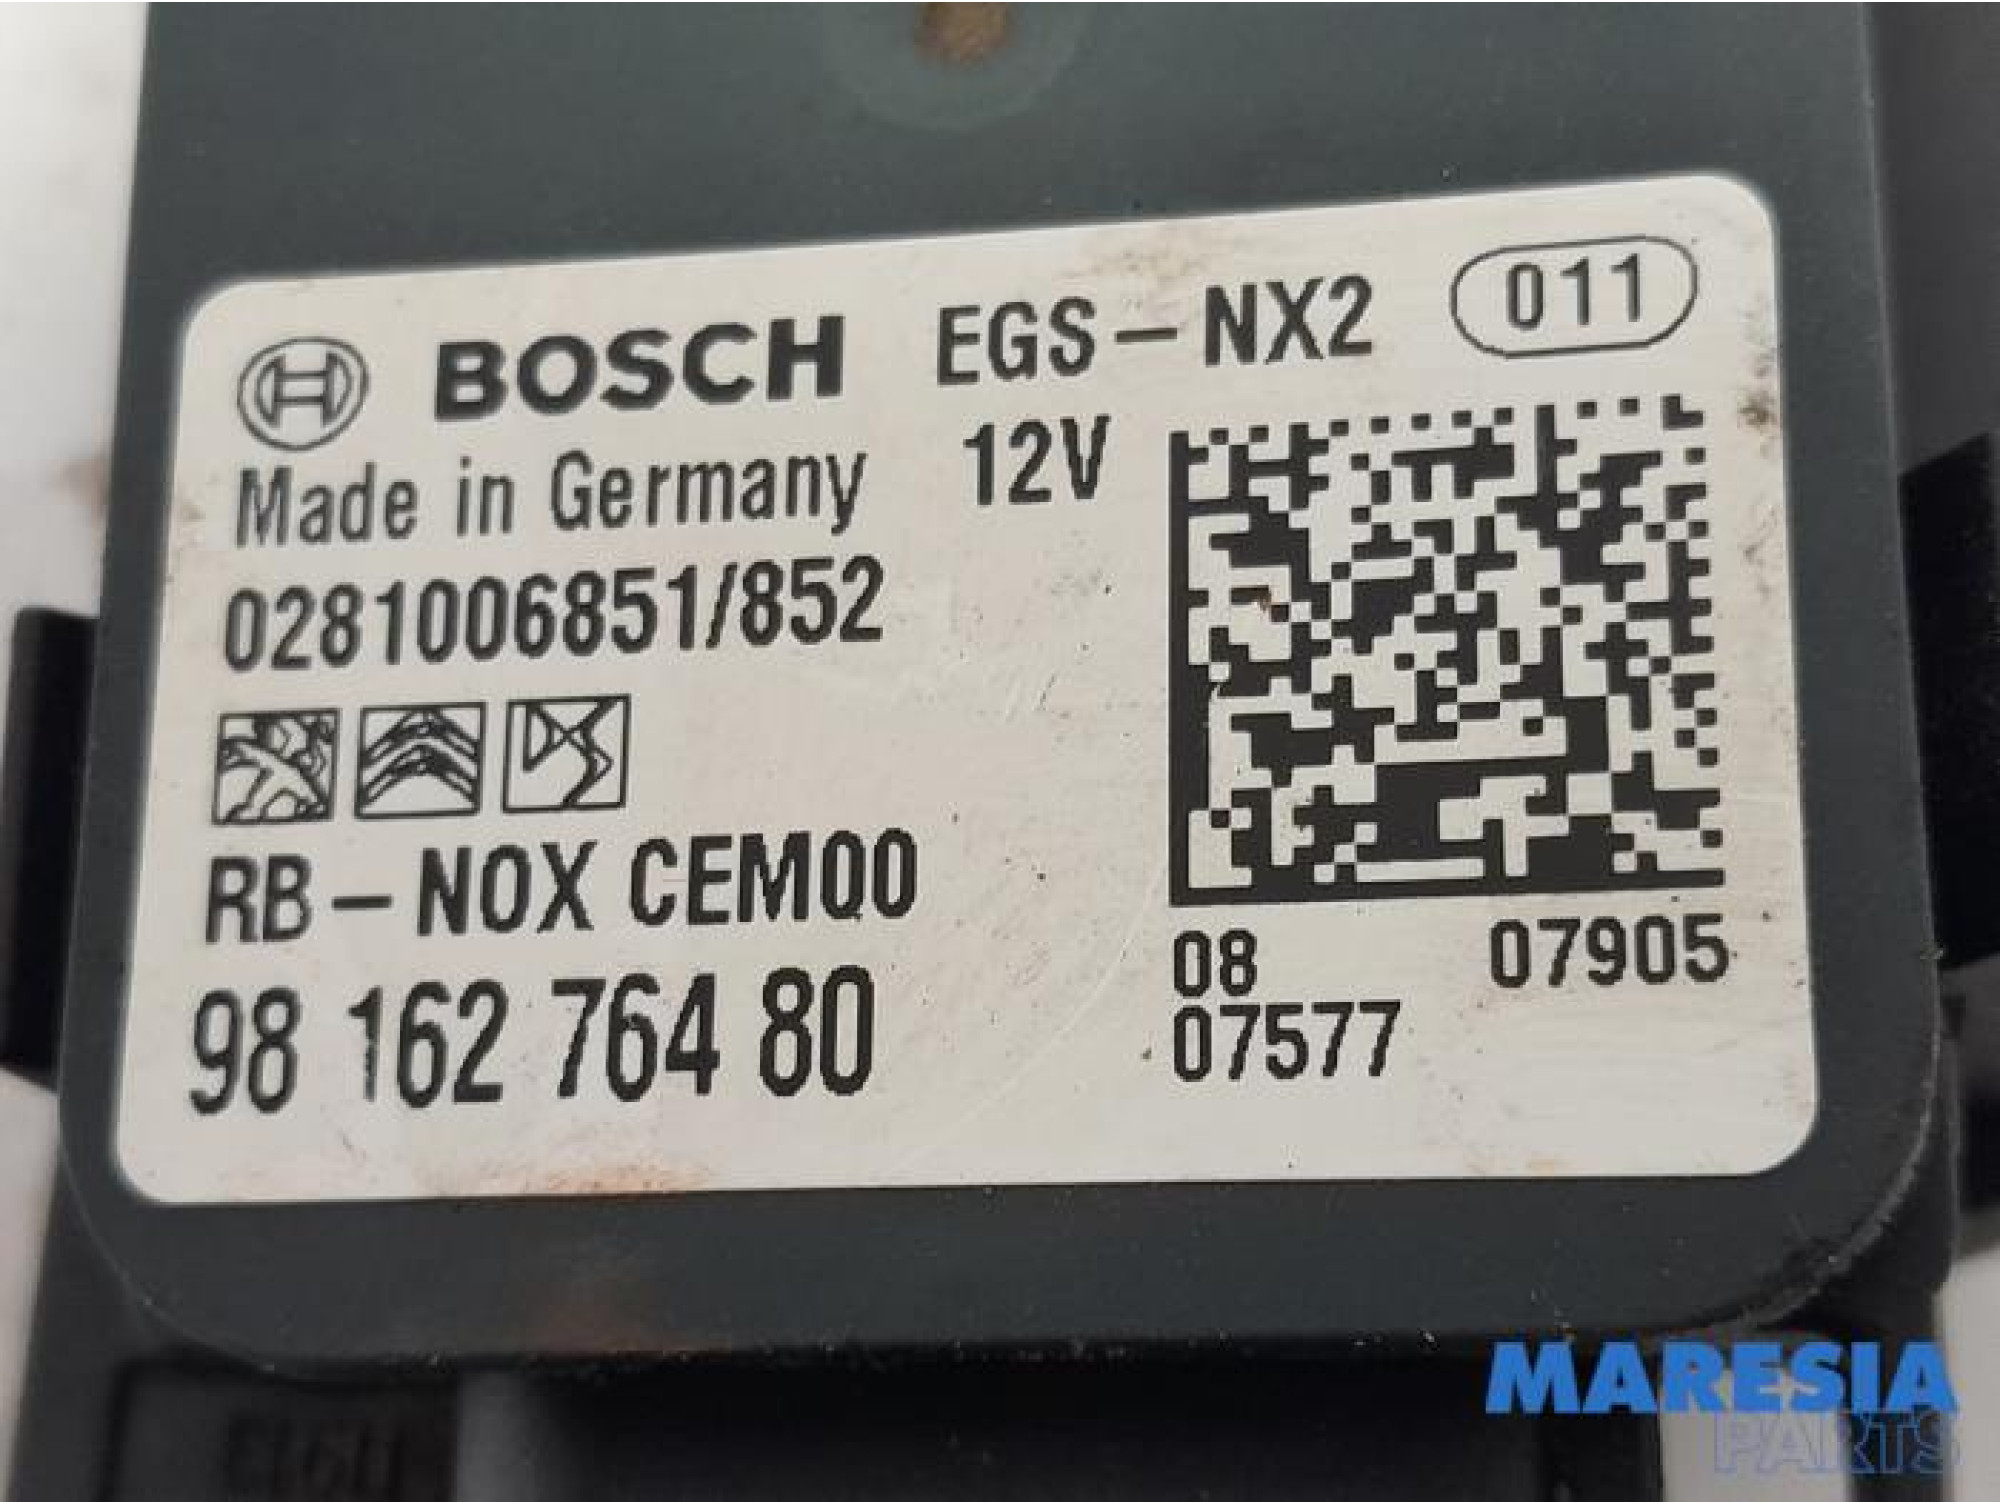 BOSCH EGS-NX2 011
Made in Germany 12V
0281006851/852
RB-NOX CEMQ0
98 162 764 80
08 07905
07577
MARESIA
PARTS